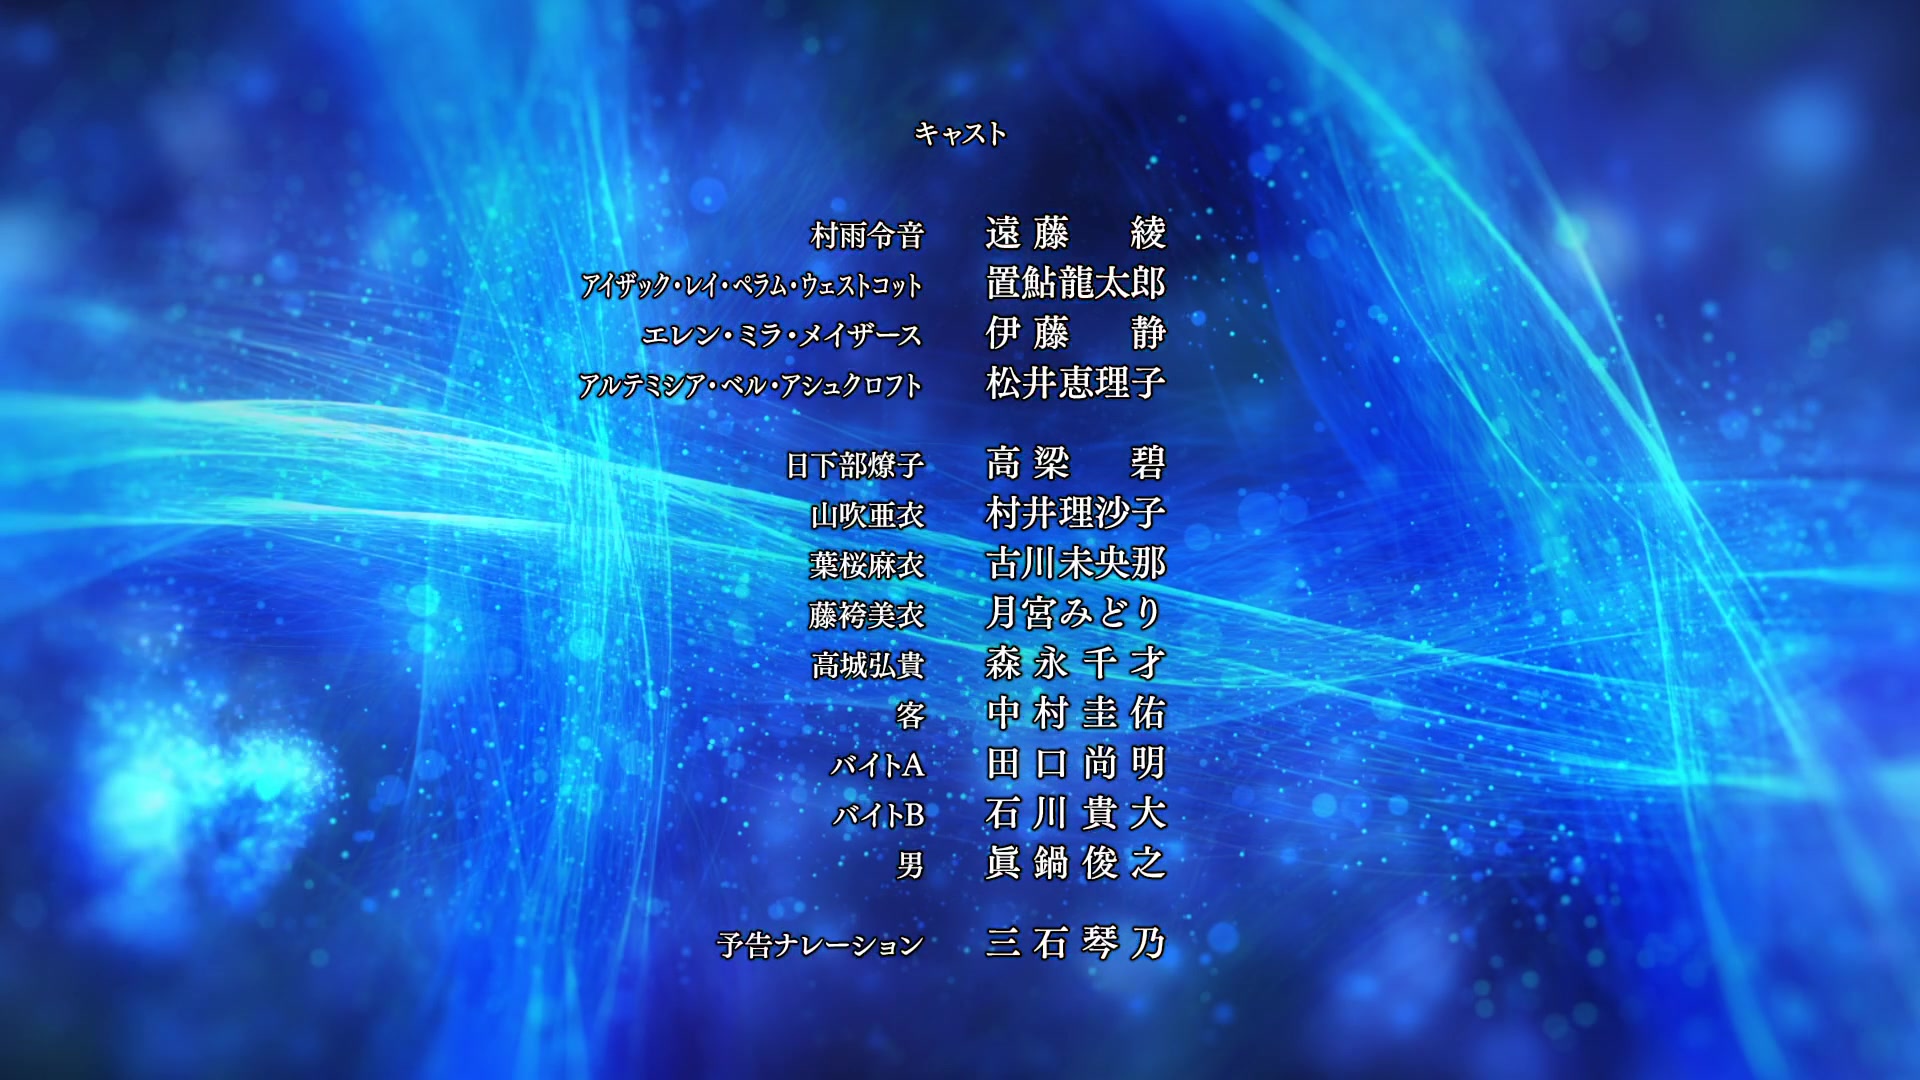 キャスト
村雨令音 遠藤 綾
アイザック・レイ・ペラム・ウェストコット 置鮎龍太郎
エレン・ミラ・メイザース 伊藤 静
アルテミシア・ベル・アシュクロフト 松井恵理子
日下部燎子 高梁 碧
山吹亜衣 村井理沙子
葉桜麻衣 古川未央那
藤袴美衣 月宮みどり
高城弘貴 森永千才
客 中村圭佑
バイトA 田口尚明
バイトB 石川貴大
男 眞鍋俊之
予告ナレーション 三石琴乃